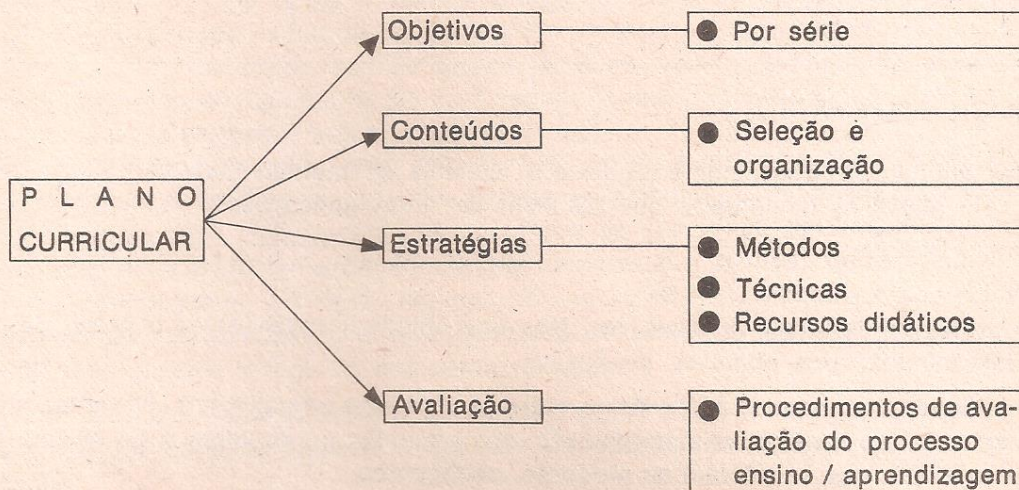 Objetivos
● Por série
Conteúdos
● Seleção e
organização
P L A N O
CURRICULAR
Estratégias
● Métodos
● Técnicas
● Recursos didáticos
Avaliação
● Procedimentos de ava-
liação do processo
ensino / aprendizagem